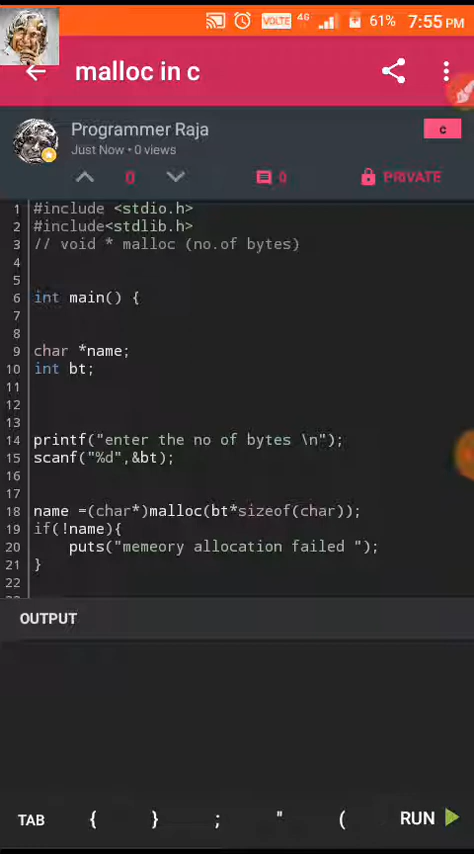 VOLTE 4G 61% 7:55 PM
malloc in c
Programmer Raja
c
Just Now • 0 views
0 0 PRIVATE
1 #include <stdio.h>
2 #include<stdlib.h>
3 // void * malloc (no.of bytes)
4
5
6 int main() {
7
8
9 char *name;
10 int bt;
11
12
13
14 printf("enter the no of bytes \n");
15 scanf("%d",&bt);
16
17
18 name =(char*)malloc(bt*sizeof(char));
19 if(!name){
20 puts("memeory allocation failed ");
21 }
22
OUTPUT
TAB { } ; " ( RUN